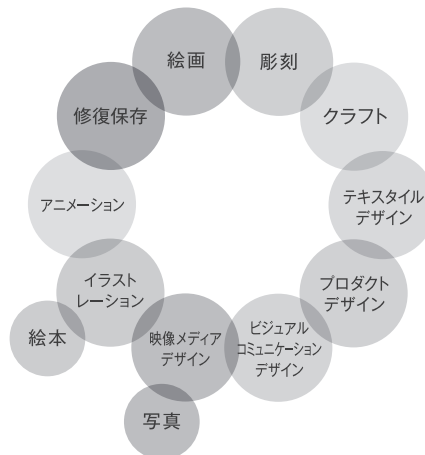 絵画
彫刻
修復保存
クラフト
アニメーション
テキスタイル
デザイン
イラスト
レーション
プロダクト
デザイン
絵本
映像メディア
デザイン
ビジュアル
コミュニケーション
デザイン
写真